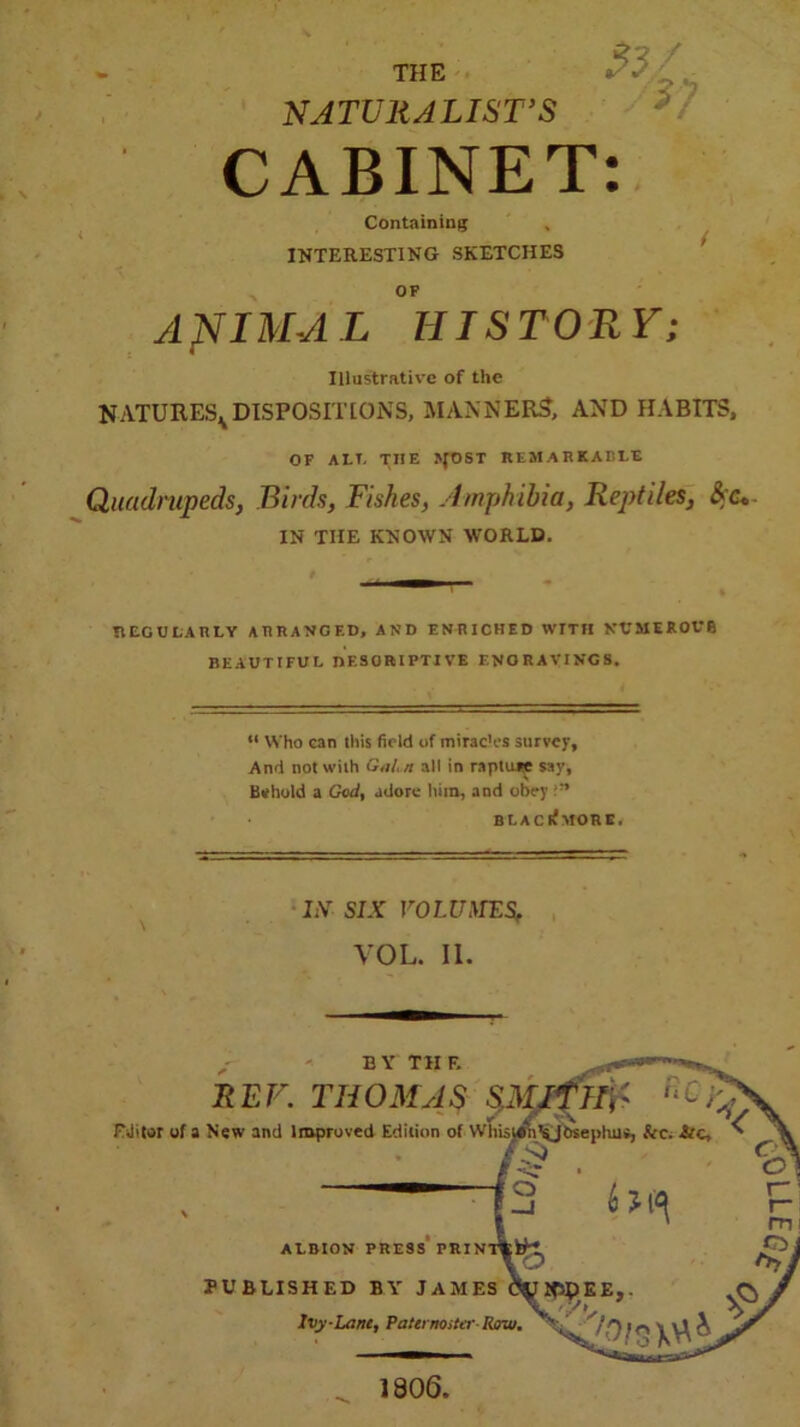 THE
NATURALIST'S
CABINET:
Containing
INTERESTING SKETCHES
OF
ANIMAL HISTORY;
Illustrative of the
NATURES, DISPOSITIONS, MANNERS, AND HABITS,
OF ALL THE MOST REMARKABLE
Quadrupeds, Birds, Fishes, Amphibia, Reptiles, &c.
IN THE KNOWN WORLD.
REGULARLY ARRANGED, AND ENRICHED WITH NUMEROUS
BEAUTIFUL DESCRIPTIVE ENGRAVINGS.
“ Who can this field of miracles survey,
And not with Galen all in rapture say,
Behold a God, adore him, and obey !”
BLACKMORE.
IN SIX VOLUMES.
VOL. II.
BY THE
REV. THOMAS SMITH,
Editor of a New and Improved Edition of Whiston's Josephus, &c. &c.
LOND
6219
COLLEGE
ALBION PRESS PRINTED
PUBLISHED BY JAMES CUNDEE,
Ivy-Lane, Paternoster-Row.
1806.